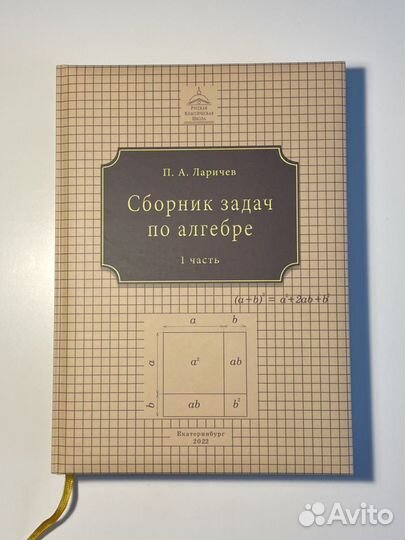 РУССКАЯ
КЛАССИЧЕСКАЯ
ШКОЛА
П. А. Ларичев
Сборник задач
по алгебре
1 часть
(a+b)² = a²+2ab+b²
a b
a a² ab
b ab b²
Екатеринбург
2022
Avito